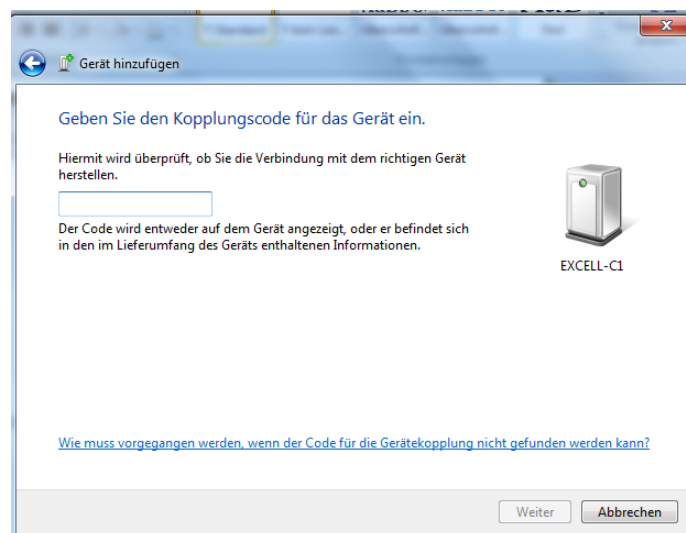 Gerät hinzufügen
Geben Sie den Kopplungscode für das Gerät ein.
Hiermit wird überprüft, ob Sie die Verbindung mit dem richtigen Gerät
herstellen.
Der Code wird entweder auf dem Gerät angezeigt, oder er befindet sich
in den im Lieferumfang des Geräts enthaltenen Informationen.
EXCELL-C1
Wie muss vorgegangen werden, wenn der Code für die Gerätekopplung nicht gefunden werden kann?
Weiter
Abbrechen